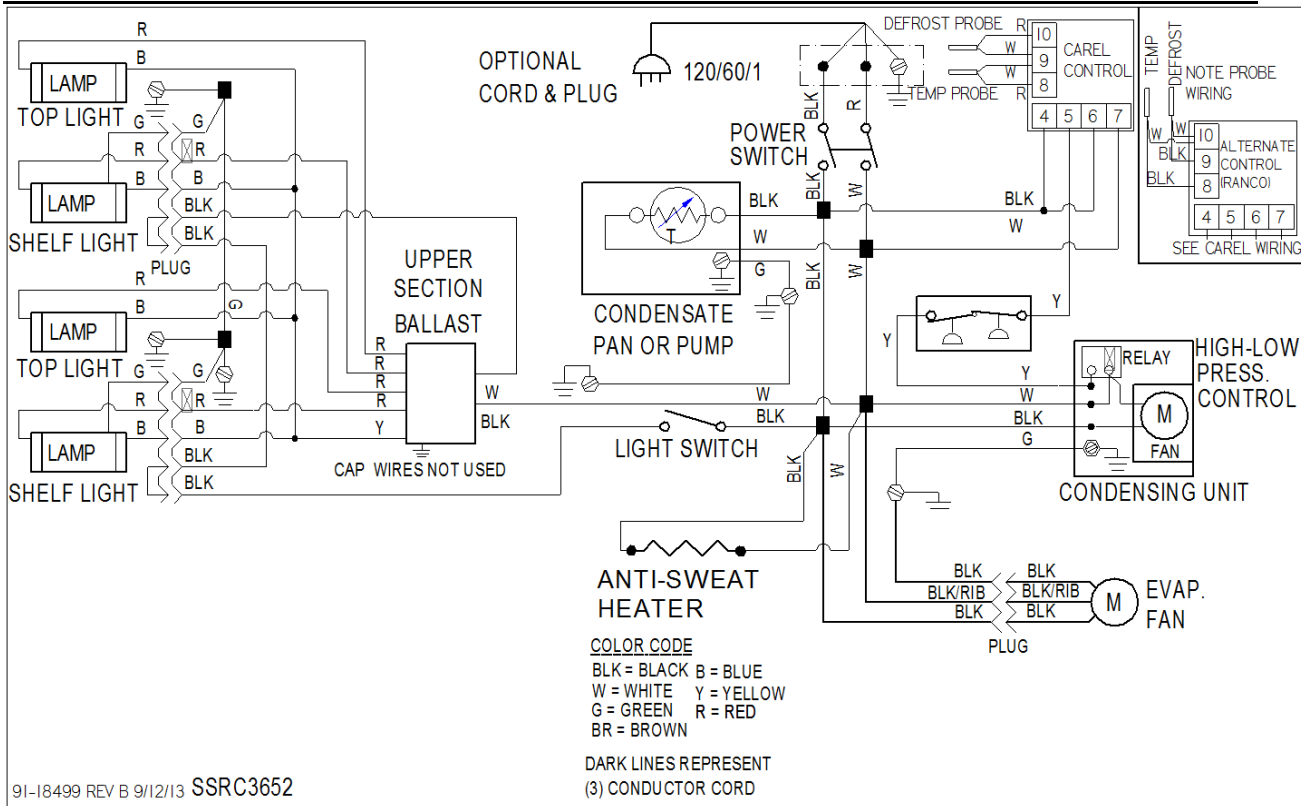 R
B
LAMP
TOP LIGHT
G
G
R
R
B
B
LAMP
BLK
BLK
SHELF LIGHT
PLUG
R
B
G
LAMP
TOP LIGHT
G
G
R
R
B
B
LAMP
BLK
BLK
SHELF LIGHT
UPPER
SECTION
BALLAST
R
R
R
R
Y
W
BLK
CAP WIRES NOT USED
OPTIONAL
CORD & PLUG
120/60/1
BLK
R
POWER
SWITCH
BLK
W
BLK
W
T
BLK
W
G
CONDENSATE
PAN OR PUMP
BLK
W
DEFROST PROBE R
W
W
TEMP PROBE R
10
9
8
CAREL
CONTROL
4 5 6 7
TEMP
DEFROST
NOTE PROBE
WIRING
W W
BLK
BLK
10
9
8
ALTERNATE
CONTROL
(RANCO)
4 5 6 7
SEE CAREL WIRING
Y
Y
Y
W
BLK
G
RELAY
M
FAN
HIGH-LOW
PRESS.
CONTROL
CONDENSING UNIT
W
BLK
LIGHT SWITCH
BLK
W
ANTI-SWEAT
HEATER
BLK BLK
BLK/RIB BLK/RIB
BLK BLK
PLUG
M
EVAP.
FAN
COLOR CODE
BLK = BLACK B = BLUE
W = WHITE Y = YELLOW
G = GREEN R = RED
BR = BROWN
DARK LINES REPRESENT
(3) CONDUCTOR CORD
91-18499 REV B 9/12/13 SSRC3652